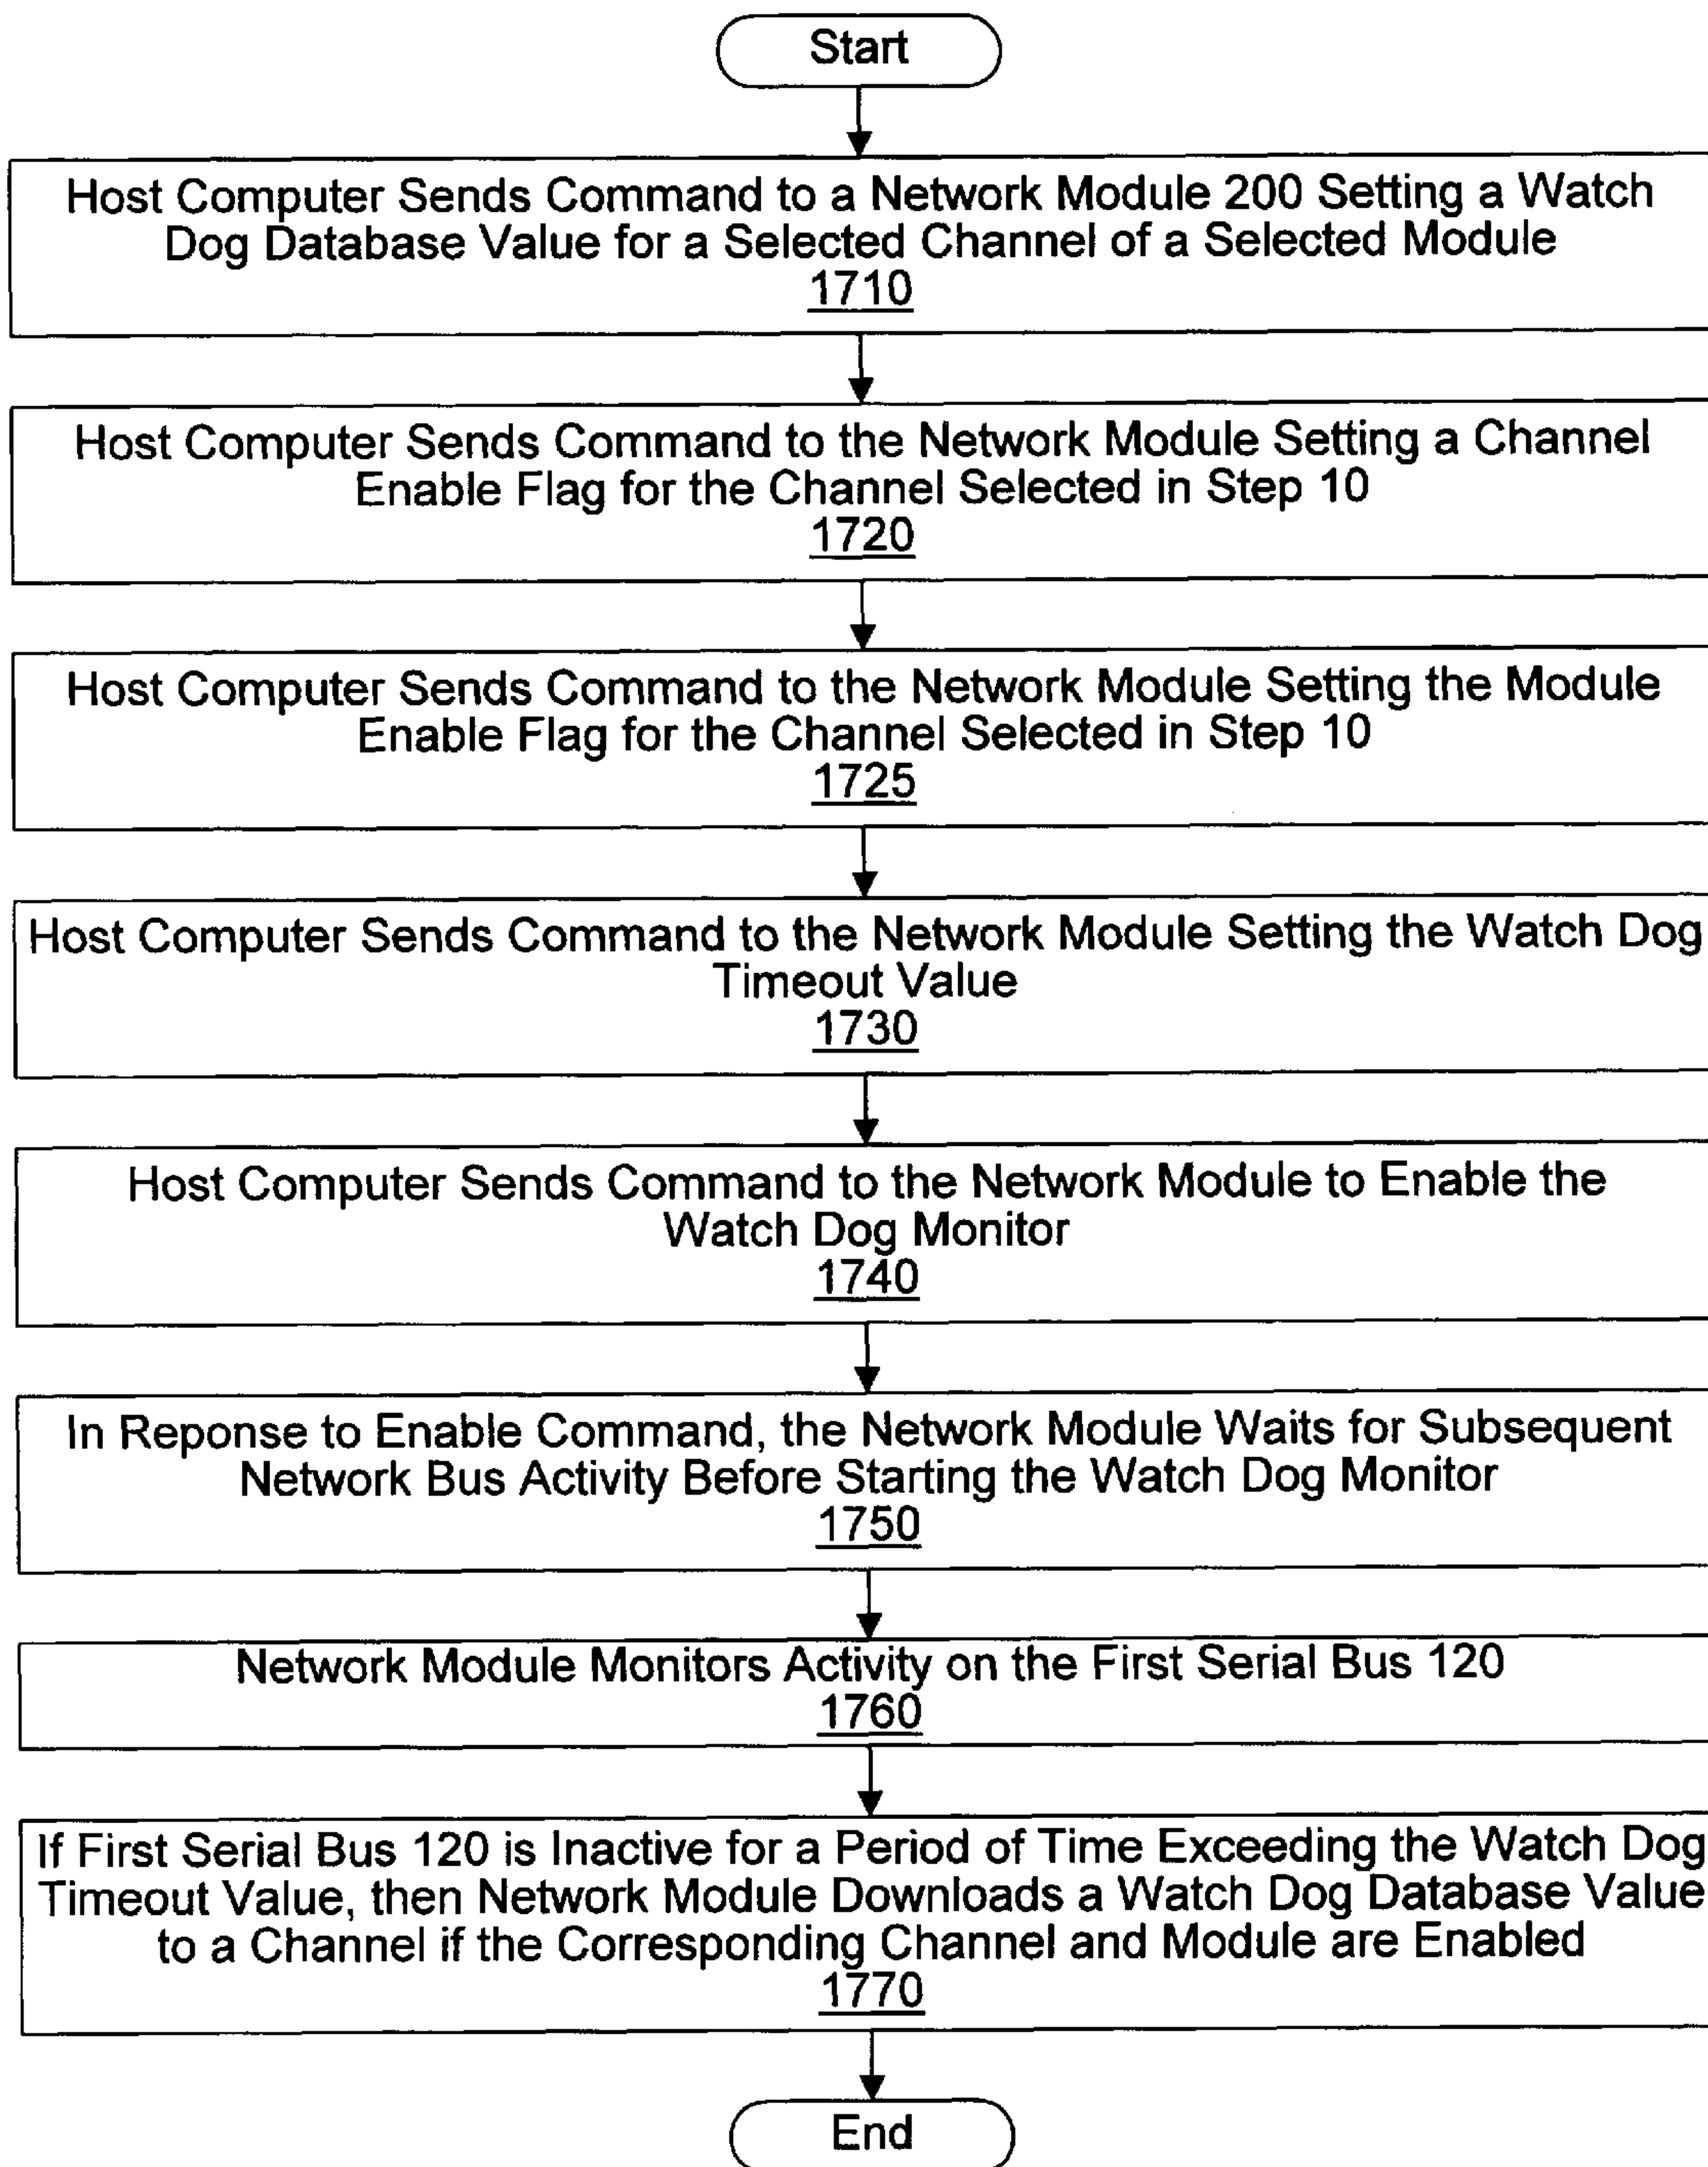 Start
Host Computer Sends Command to a Network Module 200 Setting a Watch
Dog Database Value for a Selected Channel of a Selected Module
1710
Host Computer Sends Command to the Network Module Setting a Channel
Enable Flag for the Channel Selected in Step 10
1720
Host Computer Sends Command to the Network Module Setting the Module
Enable Flag for the Channel Selected in Step 10
1725
Host Computer Sends Command to the Network Module Setting the Watch Dog
Timeout Value
1730
Host Computer Sends Command to the Network Module to Enable the
Watch Dog Monitor
1740
In Reponse to Enable Command, the Network Module Waits for Subsequent
Network Bus Activity Before Starting the Watch Dog Monitor
1750
Network Module Monitors Activity on the First Serial Bus 120
1760
If First Serial Bus 120 is Inactive for a Period of Time Exceeding the Watch Dog
Timeout Value, then Network Module Downloads a Watch Dog Database Value
to a Channel if the Corresponding Channel and Module are Enabled
1770
End